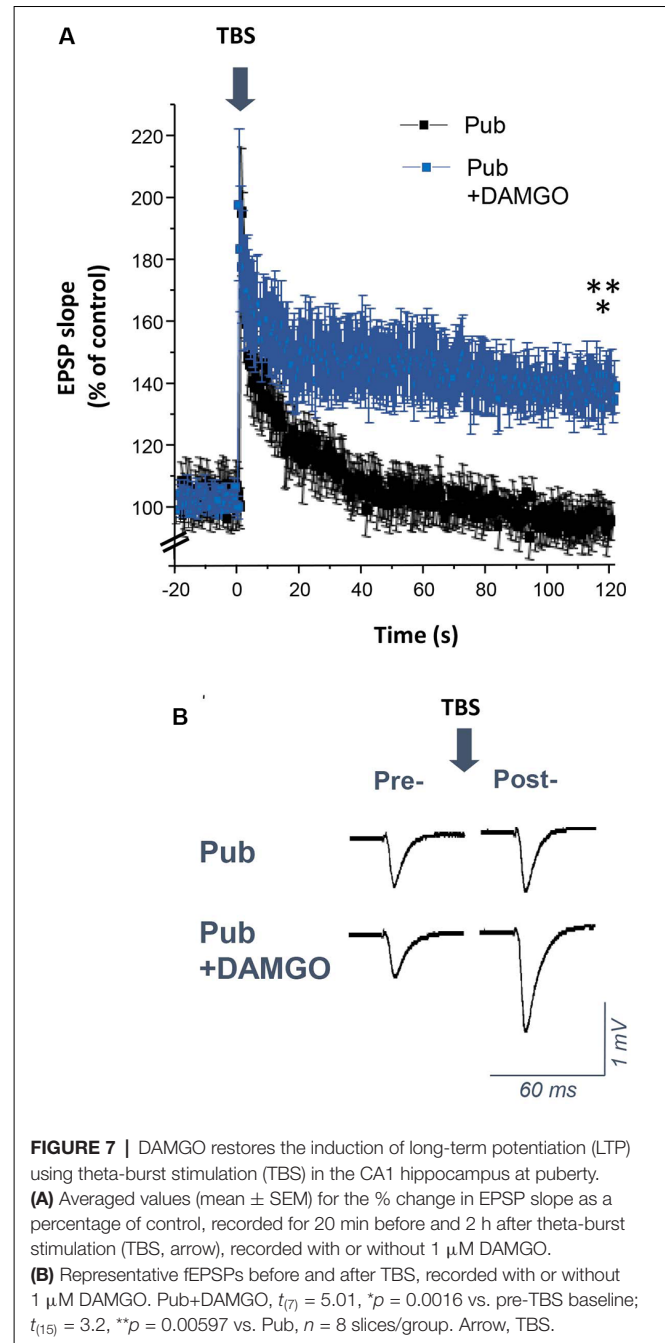 A
TBS
Pub
Pub
+DAMGO
EPSP slope
(% of control)
220
200
180
160
140
120
100
**
*
-20 0 20 40 60 80 100 120
Time (s)
B
TBS
Pre- Post-
Pub
Pub
+DAMGO
1 mV
60 ms
FIGURE 7 | DAMGO restores the induction of long-term potentiation (LTP)
using theta-burst stimulation (TBS) in the CA1 hippocampus at puberty.
(A) Averaged values (mean ± SEM) for the % change in EPSP slope as a
percentage of control, recorded for 20 min before and 2 h after theta-burst
stimulation (TBS, arrow), recorded with or without 1 μM DAMGO.
(B) Representative fEPSPs before and after TBS, recorded with or without
1 μM DAMGO. Pub+DAMGO, t(7) = 5.01, *p = 0.0016 vs. pre-TBS baseline;
t(15) = 3.2, **p = 0.00597 vs. Pub, n = 8 slices/group. Arrow, TBS.